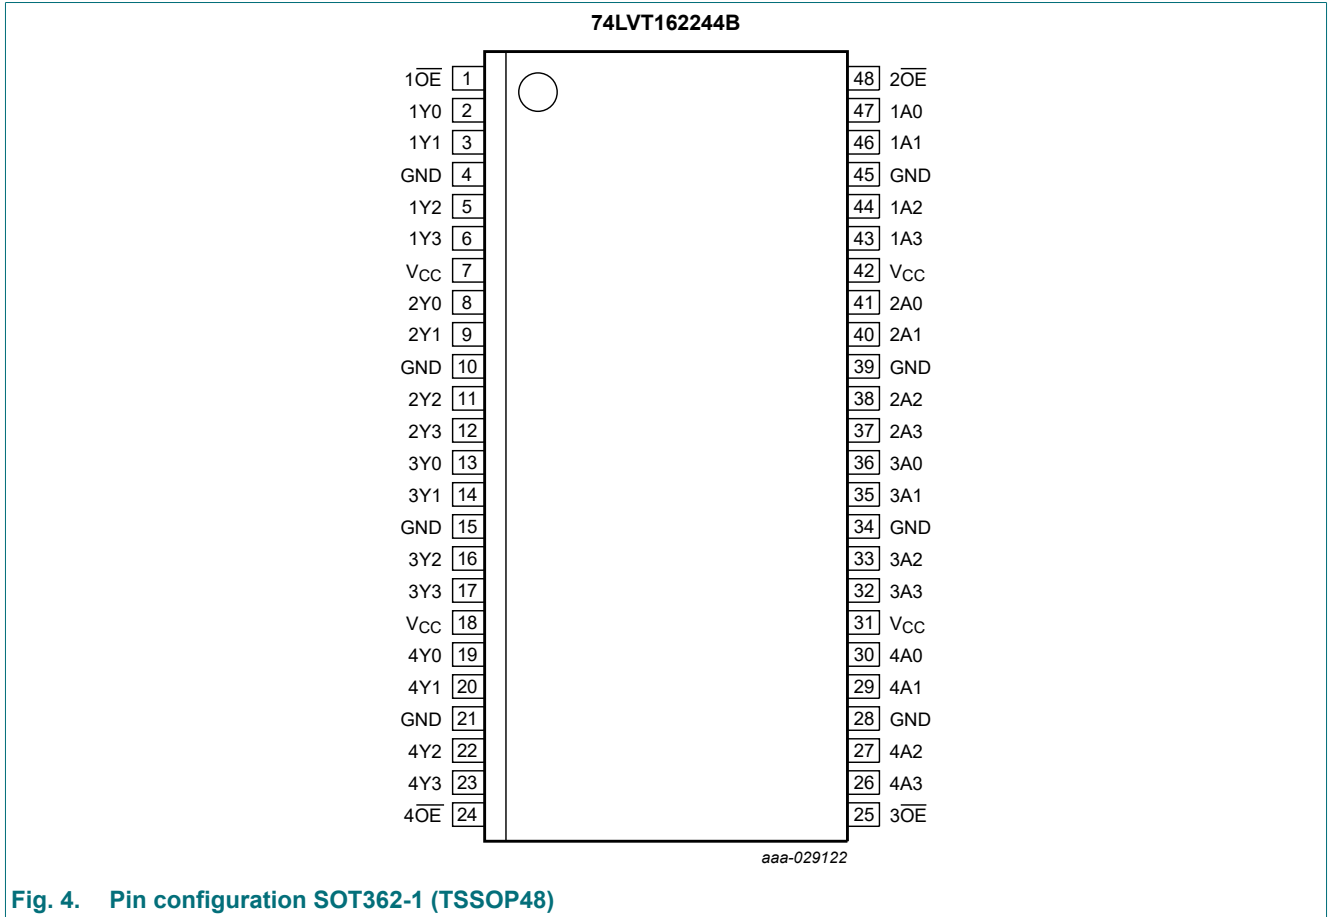 74LVT162244B
1O̅E̅ 1 48 2O̅E̅
1Y0 2 47 1A0
1Y1 3 46 1A1
GND 4 45 GND
1Y2 5 44 1A2
1Y3 6 43 1A3
VCC 7 42 VCC
2Y0 8 41 2A0
2Y1 9 40 2A1
GND 10 39 GND
2Y2 11 38 2A2
2Y3 12 37 2A3
3Y0 13 36 3A0
3Y1 14 35 3A1
GND 15 34 GND
3Y2 16 33 3A2
3Y3 17 32 3A3
VCC 18 31 VCC
4Y0 19 30 4A0
4Y1 20 29 4A1
GND 21 28 GND
4Y2 22 27 4A2
4Y3 23 26 4A3
4O̅E̅ 24 25 3O̅E̅
aaa-029122
Fig. 4. Pin configuration SOT362-1 (TSSOP48)